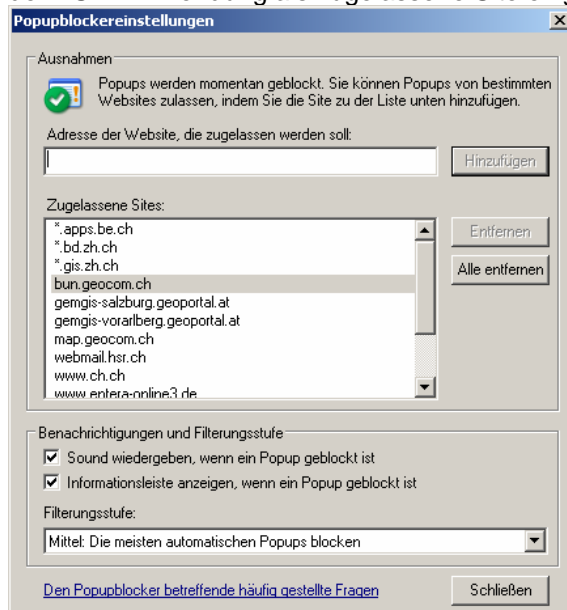 Popupblockereinstellungen
Ausnahmen
Popups werden momentan geblockt. Sie können Popups von bestimmten
Websites zulassen, indem Sie die Site zu der Liste unten hinzufügen.
Adresse der Website, die zugelassen werden soll:
Hinzufügen
Zugelassene Sites:
*.apps.be.ch
*.bd.zh.ch
*.gis.zh.ch
bun.geocom.ch
gemgis-salzburg.geoportal.at
gemgis-vorarlberg.geoportal.at
map.geocom.ch
webmail.hsr.ch
www.ch.ch
www.entera-online3.de
Entfernen
Alle entfernen
Benachrichtigungen und Filterungsstufe
Sound wiedergeben, wenn ein Popup geblockt ist
Informationsleiste anzeigen, wenn ein Popup geblockt ist
Filterungsstufe:
Mittel: Die meisten automatischen Popups blocken
Den Popupblocker betreffende häufig gestellte Fragen
Schließen